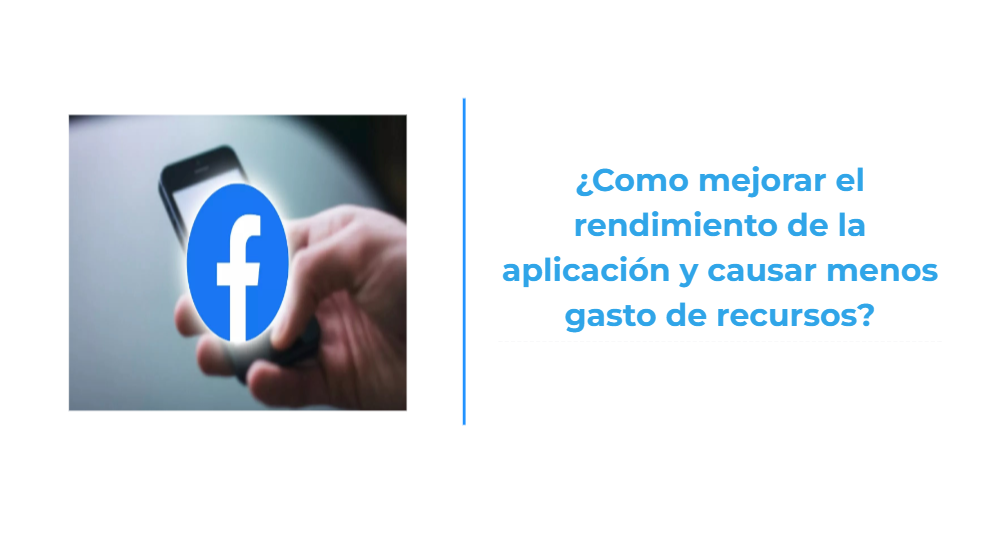 ¿Como mejorar el
rendimiento de la
aplicación y causar menos
gasto de recursos?